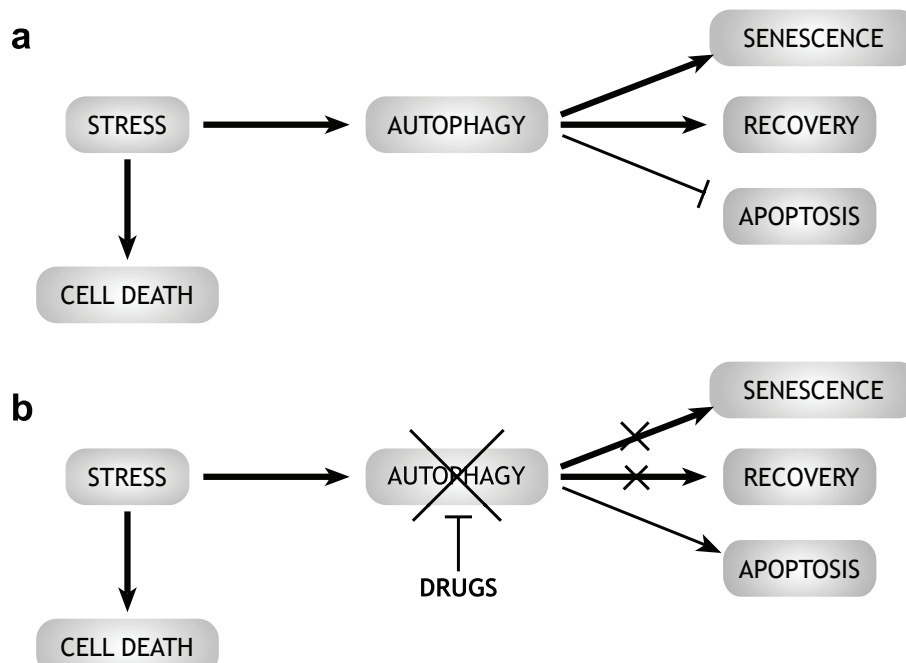 a
SENESCENCE
STRESS
AUTOPHAGY
RECOVERY
APOPTOSIS
CELL DEATH
b
SENESCENCE
STRESS
AUTOPHAGY
RECOVERY
APOPTOSIS
DRUGS
CELL DEATH